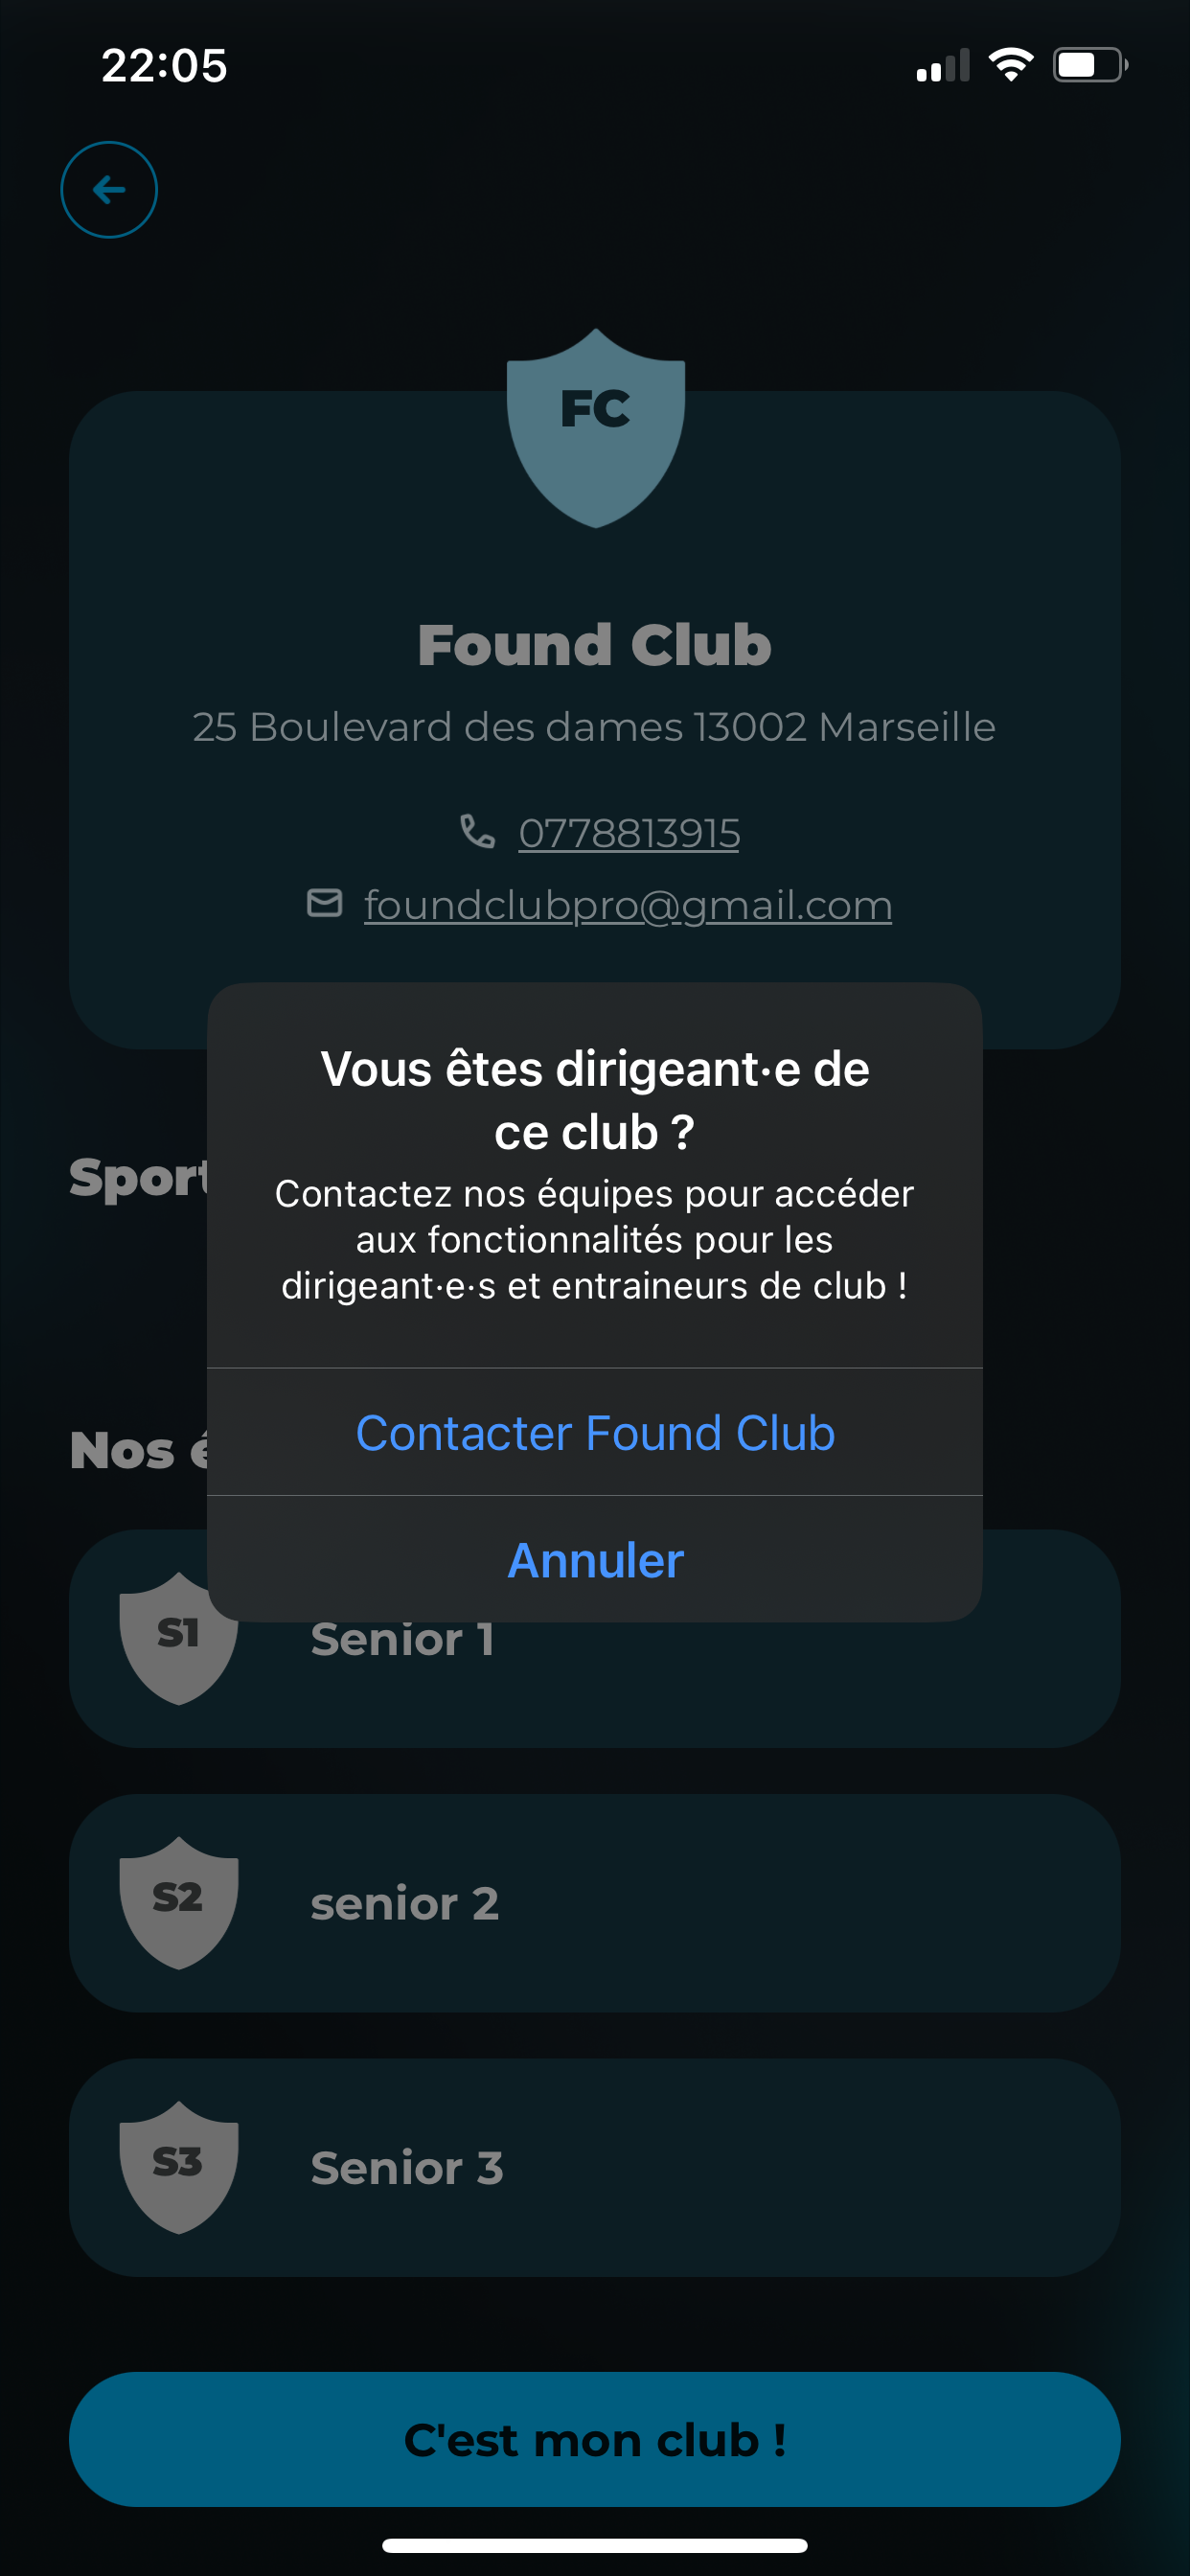 22:05
FC
Found Club
25 Boulevard des dames 13002 Marseille
0778813915
foundclubpro@gmail.com
Vous êtes dirigeant·e de
ce club ?
Contactez nos équipes pour accéder
aux fonctionnalités pour les
dirigeant·e·s et entraineurs de club !
Sport
Contacter Found Club
Nos é
Annuler
S1
Senior 1
S2
senior 2
S3
Senior 3
C'est mon club !